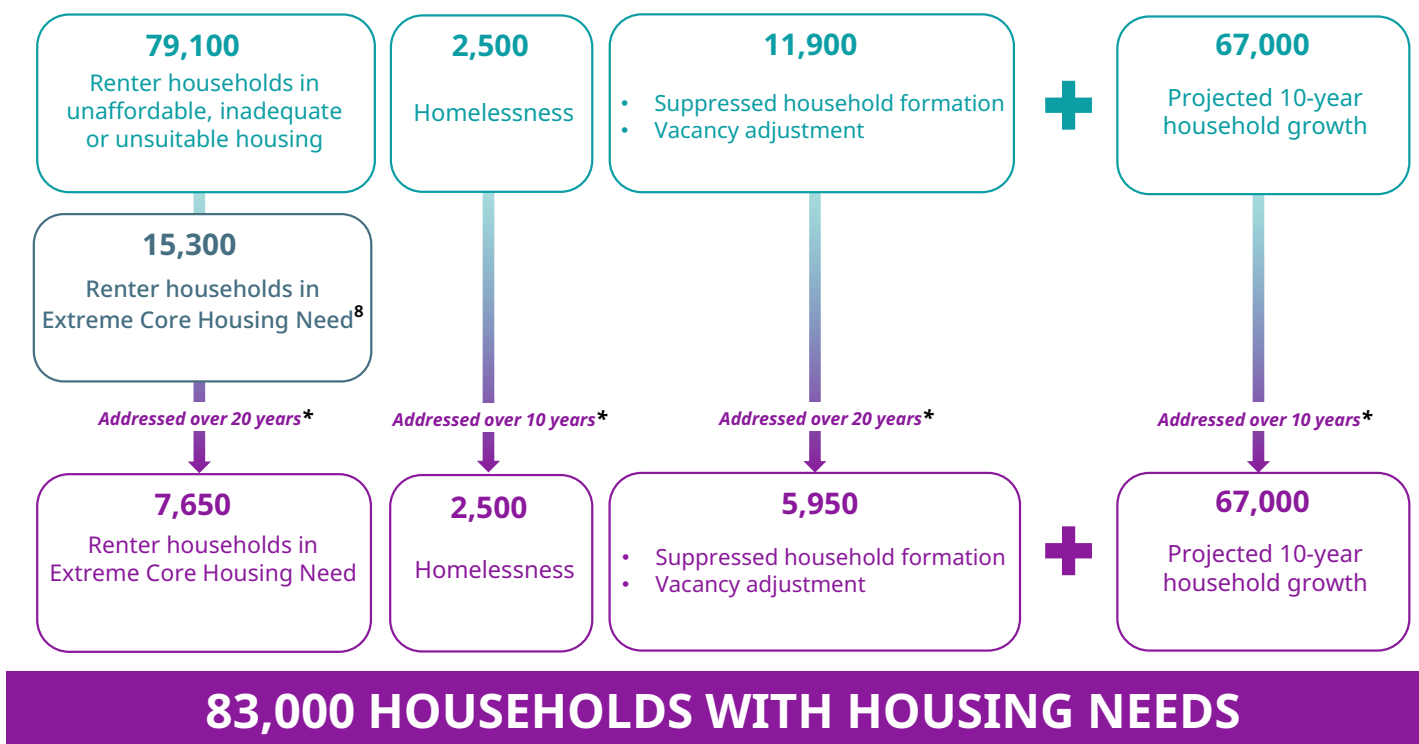 79,100
Renter households in
unaffordable, inadequate
or unsuitable housing
2,500
Homelessness
11,900
• Suppressed household formation
• Vacancy adjustment
67,000
Projected 10-year
household growth
15,300
Renter households in
Extreme Core Housing Need8
Addressed over 20 years*
Addressed over 10 years*
Addressed over 20 years*
Addressed over 10 years*
7,650
Renter households in
Extreme Core Housing Need
2,500
Homelessness
5,950
• Suppressed household formation
• Vacancy adjustment
67,000
Projected 10-year
household growth
83,000 HOUSEHOLDS WITH HOUSING NEEDS